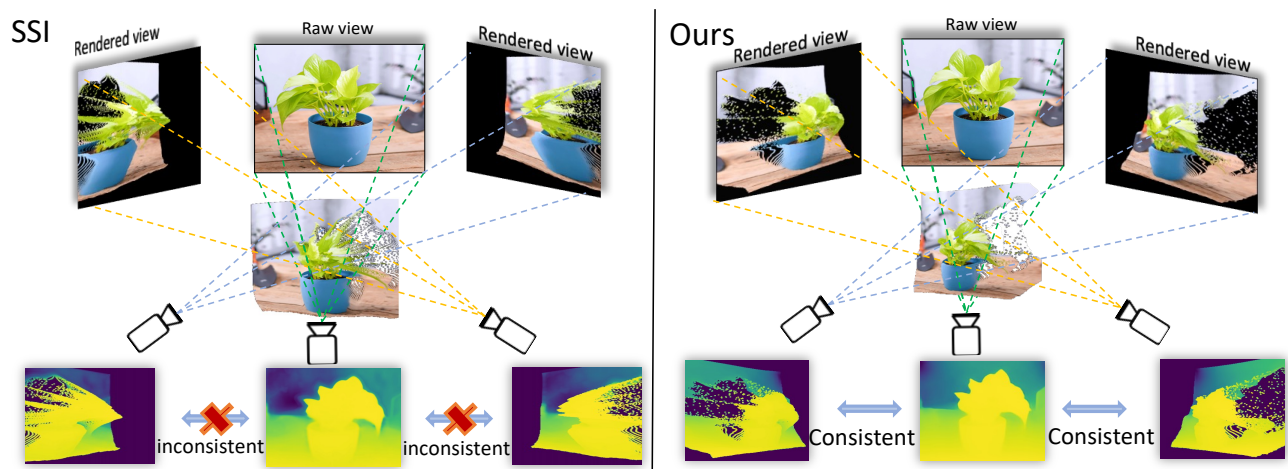 SSI
Rendered view
Raw view
Rendered view
inconsistent
inconsistent
Ours
Rendered view
Raw view
Rendered view
Consistent
Consistent